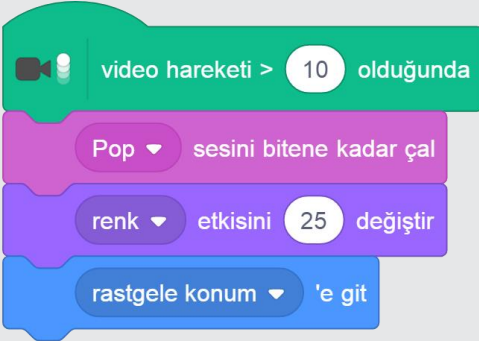 video hareketi > 10 olduğunda
Pop sesini bitene kadar çal
renk etkisini 25 değiştir
rastgele konum 'e git